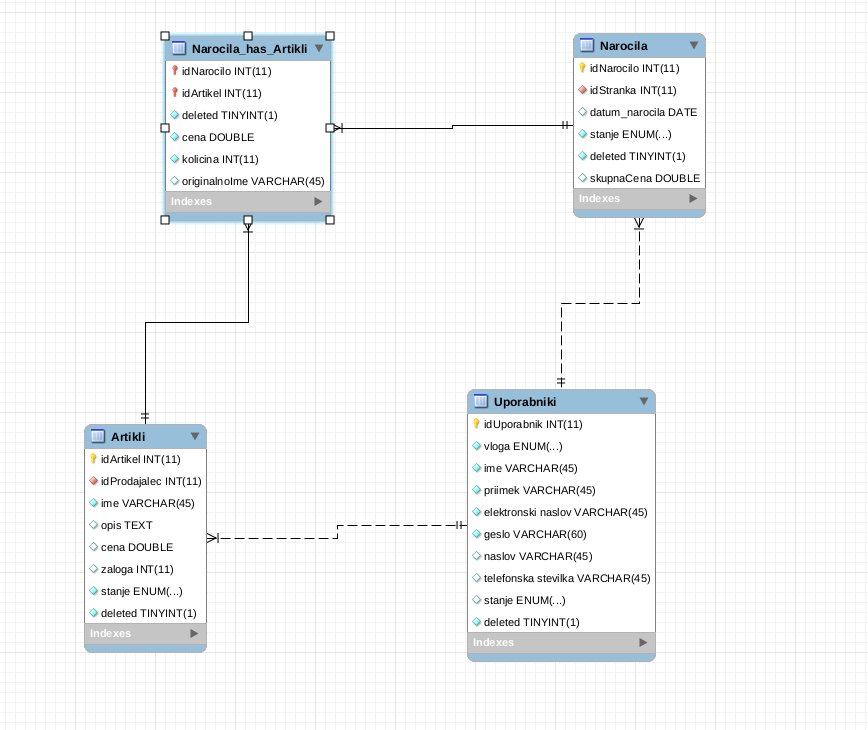 Narocila_has_Artikli
idNarocilo INT(11)
idArtikel INT(11)
deleted TINYINT(1)
cena DOUBLE
kolicina INT(11)
originalnoIme VARCHAR(45)
Indexes
Narocila
idNarocilo INT(11)
idStranka INT(11)
datum_narocila DATE
stanje ENUM(...)
deleted TINYINT(1)
skupnaCena DOUBLE
Indexes
Artikli
idArtikel INT(11)
idProdajalec INT(11)
ime VARCHAR(45)
opis TEXT
cena DOUBLE
zaloga INT(11)
stanje ENUM(...)
deleted TINYINT(1)
Indexes
Uporabniki
idUporabnik INT(11)
vloga ENUM(...)
ime VARCHAR(45)
priimek VARCHAR(45)
elektronski naslov VARCHAR(45)
geslo VARCHAR(60)
naslov VARCHAR(45)
telefonska stevilka VARCHAR(45)
stanje ENUM(...)
deleted TINYINT(1)
Indexes